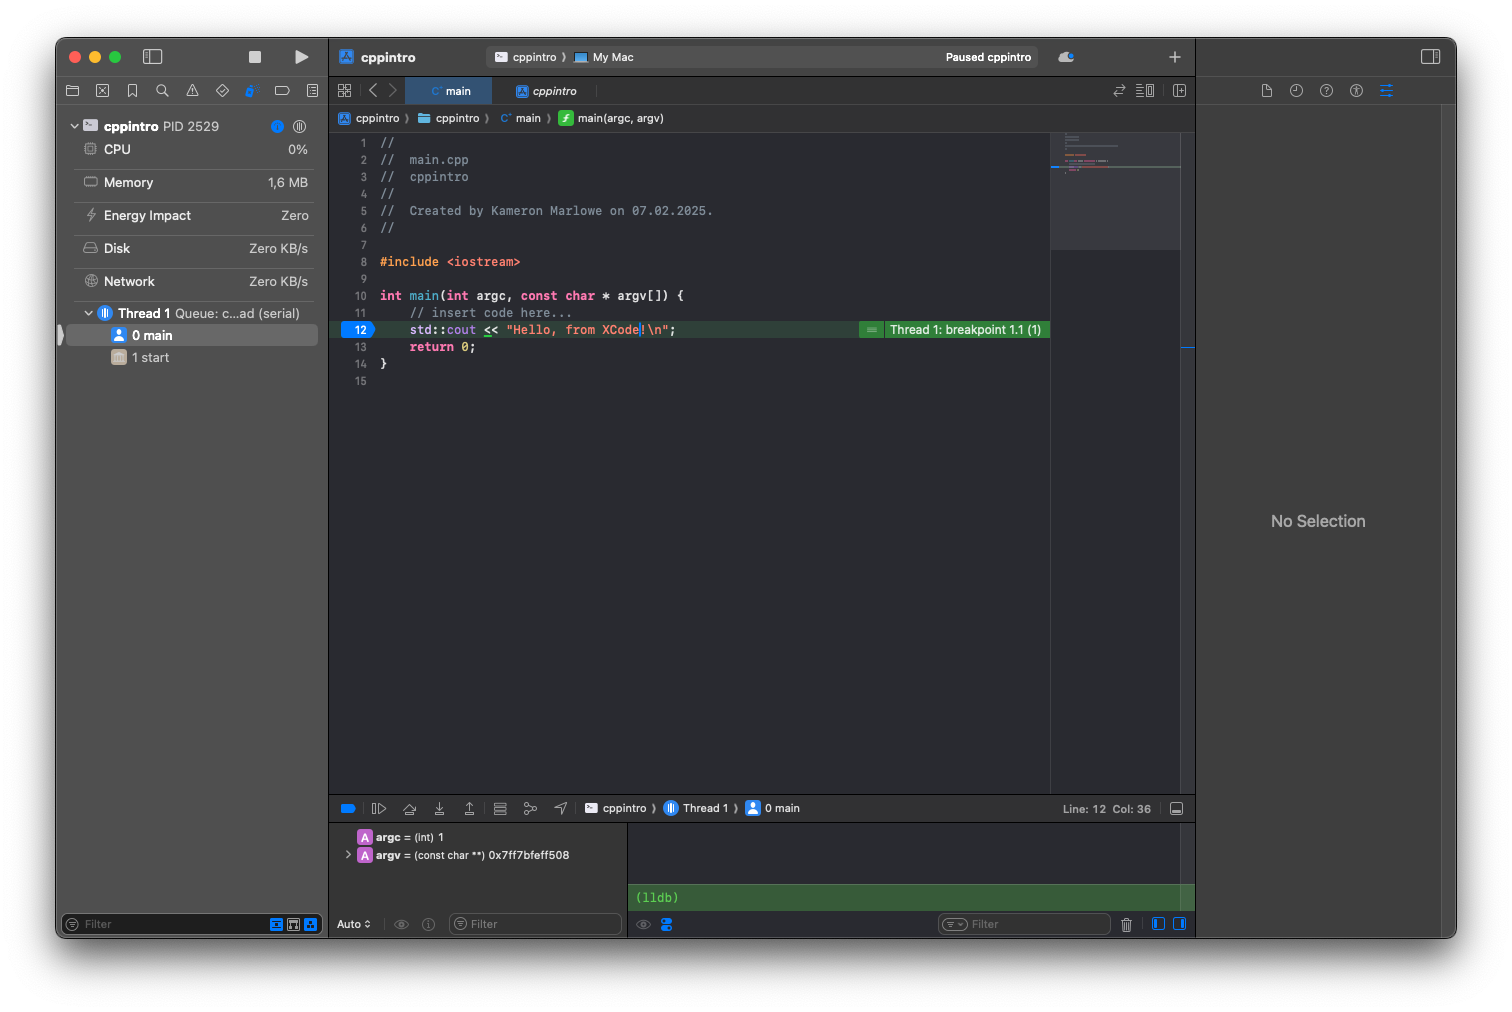 cppintro
cppintro ⟩ My Mac
Paused cppintro
main
cppintro
cppintro ⟩ cppintro ⟩ main ⟩ main(argc, argv)
cppintro PID 2529
CPU 0%
Memory 1,6 MB
Energy Impact Zero
Disk Zero KB/s
Network Zero KB/s
Thread 1 Queue: c...ad (serial)
0 main
1 start
Filter
1 //
2 //  main.cpp
3 //  cppintro
4 //
5 //  Created by Kameron Marlowe on 07.02.2025.
6 //
7
8 #include <iostream>
9
10 int main(int argc, const char * argv[]) {
11     // insert code here...
12     std::cout << "Hello, from XCode!\n";
Thread 1: breakpoint 1.1 (1)
13     return 0;
14 }
15
No Selection
cppintro ⟩ Thread 1 ⟩ 0 main
Line: 12 Col: 36
A argc = (int) 1
A argv = (const char **) 0x7ff7bfeff508
(lldb)
Auto
Filter
Filter